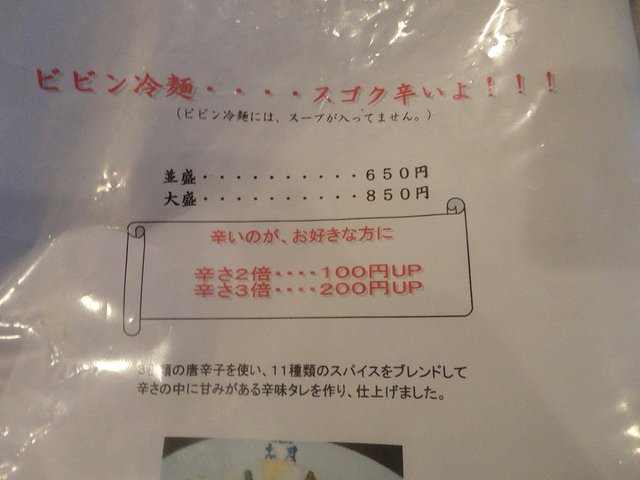 ビビン冷麺・・・・スゴク辛いよ！！！
（ビビン冷麺には、スープが入ってません。）
並盛・・・・・・・・・・６５０円
大盛・・・・・・・・・・８５０円
辛いのが、お好きな方に
辛さ２倍・・・・１００円UP
辛さ３倍・・・・２００円UP
3種類の唐辛子を使い、11種類のスパイスをブレンドして
辛さの中に甘みがある辛味タレを作り、仕上げました。